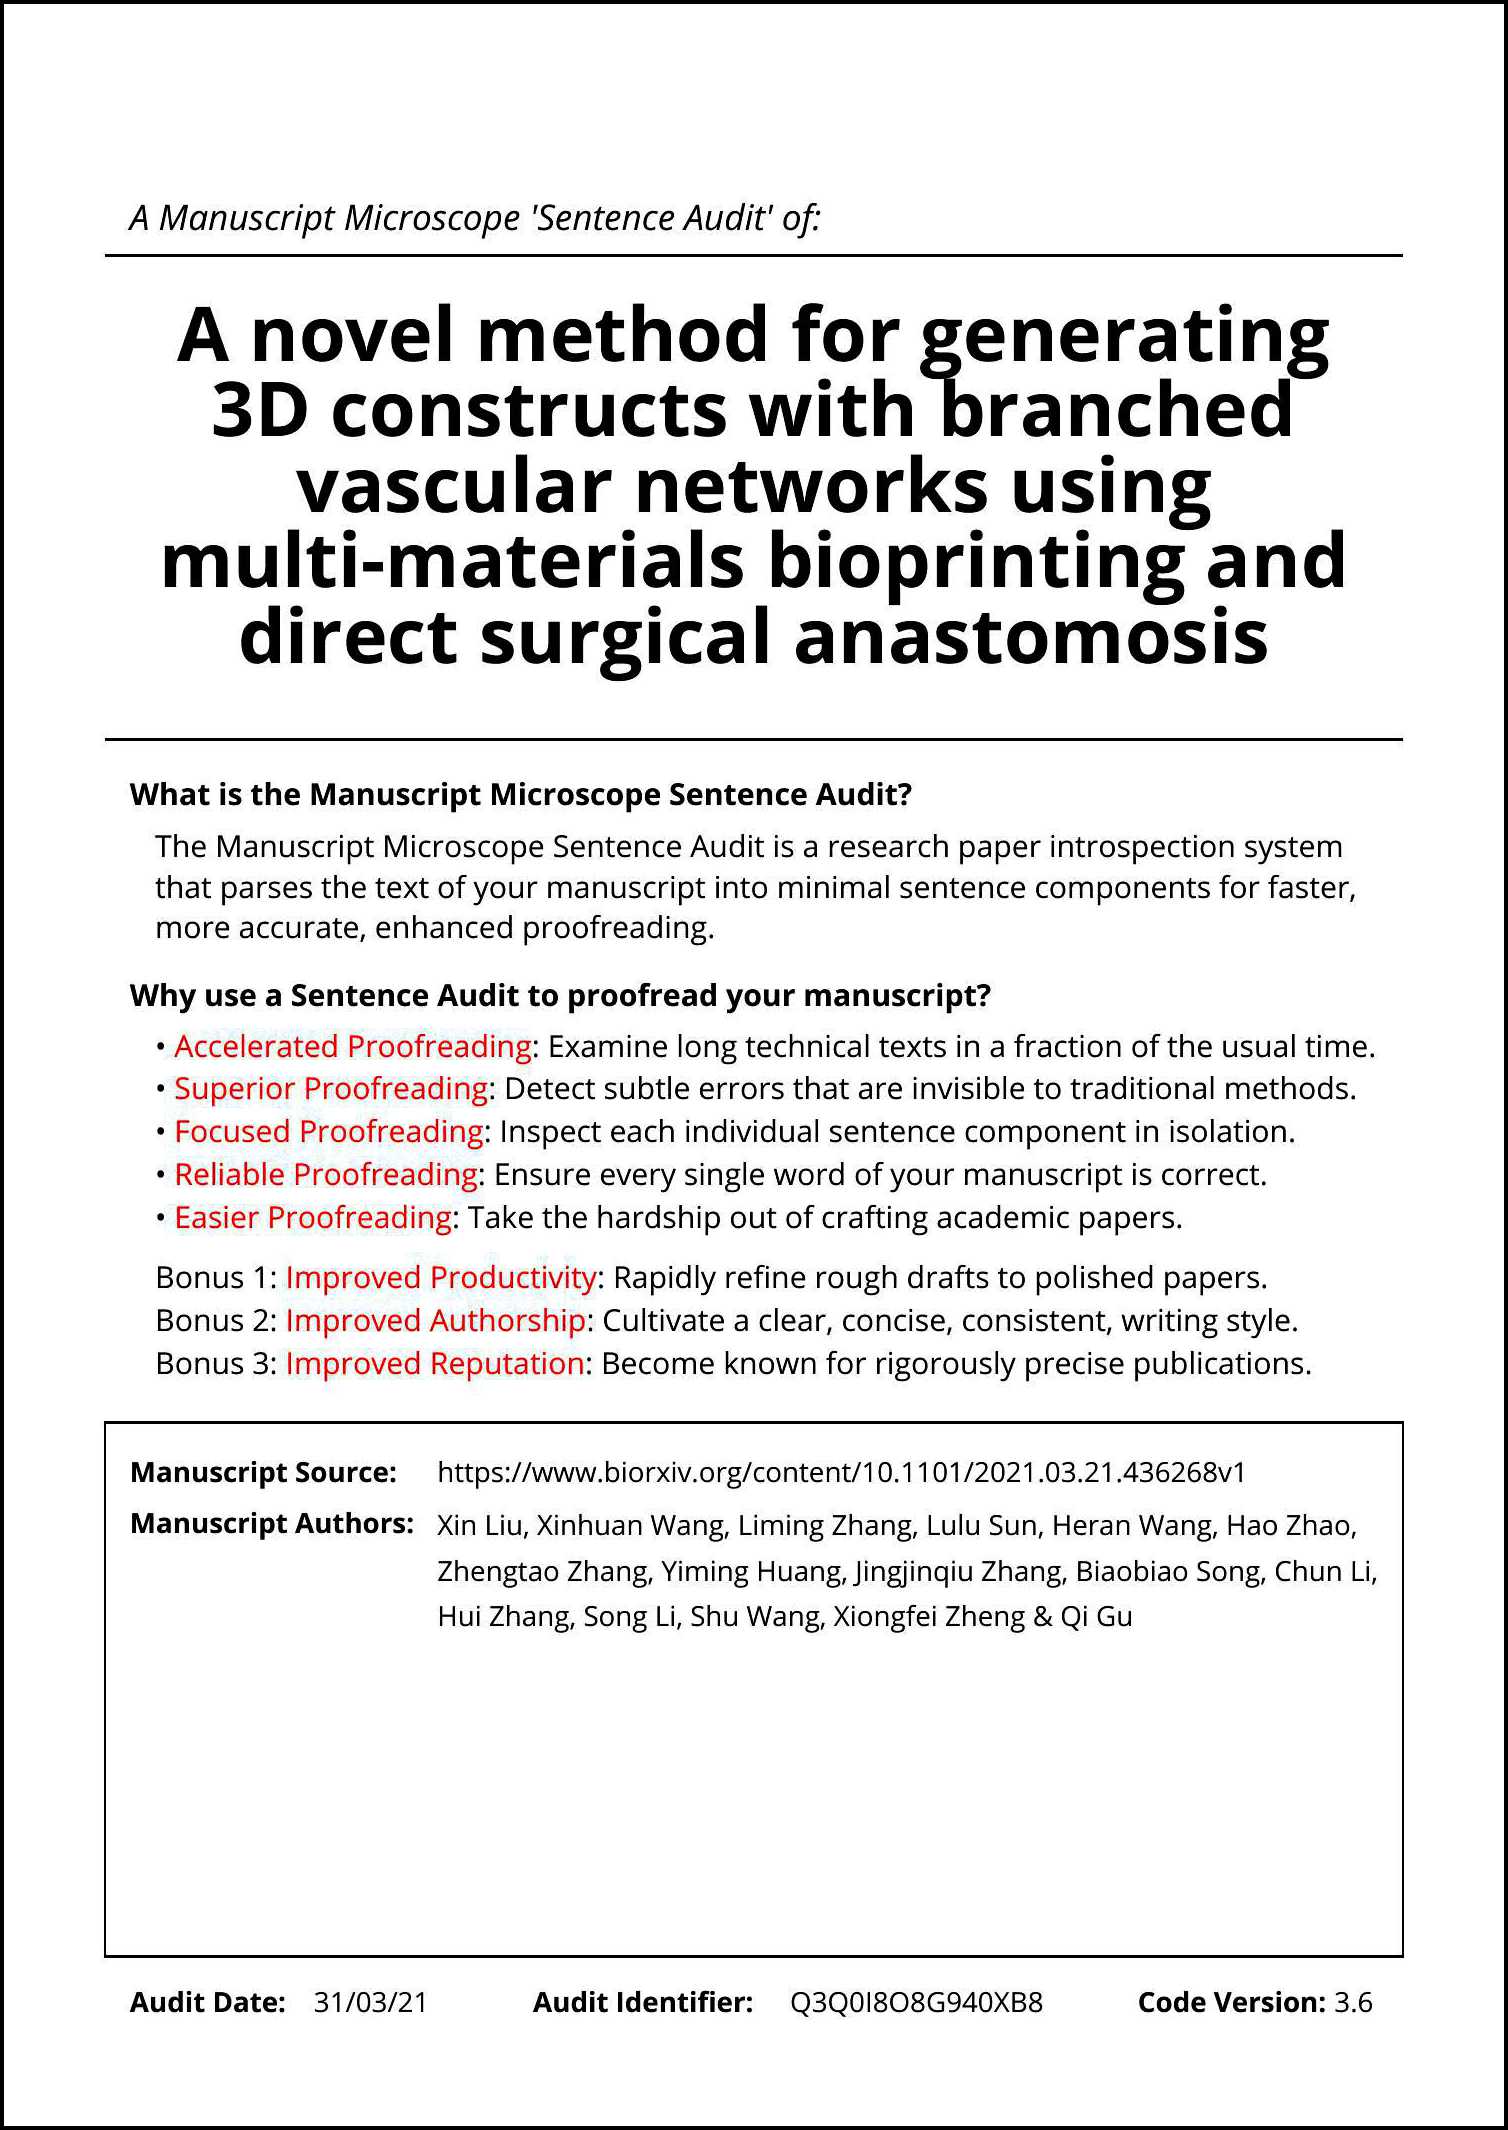 A Manuscript Microscope 'Sentence Audit' of:
A novel method for generating
3D constructs with branched
vascular networks using
multi-materials bioprinting and
direct surgical anastomosis
What is the Manuscript Microscope Sentence Audit?
The Manuscript Microscope Sentence Audit is a research paper introspection system
that parses the text of your manuscript into minimal sentence components for faster,
more accurate, enhanced proofreading.
Why use a Sentence Audit to proofread your manuscript?
• Accelerated Proofreading: Examine long technical texts in a fraction of the usual time.
• Superior Proofreading: Detect subtle errors that are invisible to traditional methods.
• Focused Proofreading: Inspect each individual sentence component in isolation.
• Reliable Proofreading: Ensure every single word of your manuscript is correct.
• Easier Proofreading: Take the hardship out of crafting academic papers.
Bonus 1: Improved Productivity: Rapidly refine rough drafts to polished papers.
Bonus 2: Improved Authorship: Cultivate a clear, concise, consistent, writing style.
Bonus 3: Improved Reputation: Become known for rigorously precise publications.
Manuscript Source: https://www.biorxiv.org/content/10.1101/2021.03.21.436268v1
Manuscript Authors: Xin Liu, Xinhuan Wang, Liming Zhang, Lulu Sun, Heran Wang, Hao Zhao,
Zhengtao Zhang, Yiming Huang, Jingjinqiu Zhang, Biaobiao Song, Chun Li,
Hui Zhang, Song Li, Shu Wang, Xiongfei Zheng & Qi Gu
Audit Date: 31/03/21 Audit Identifier: Q3Q0I8O8G940XB8 Code Version: 3.6